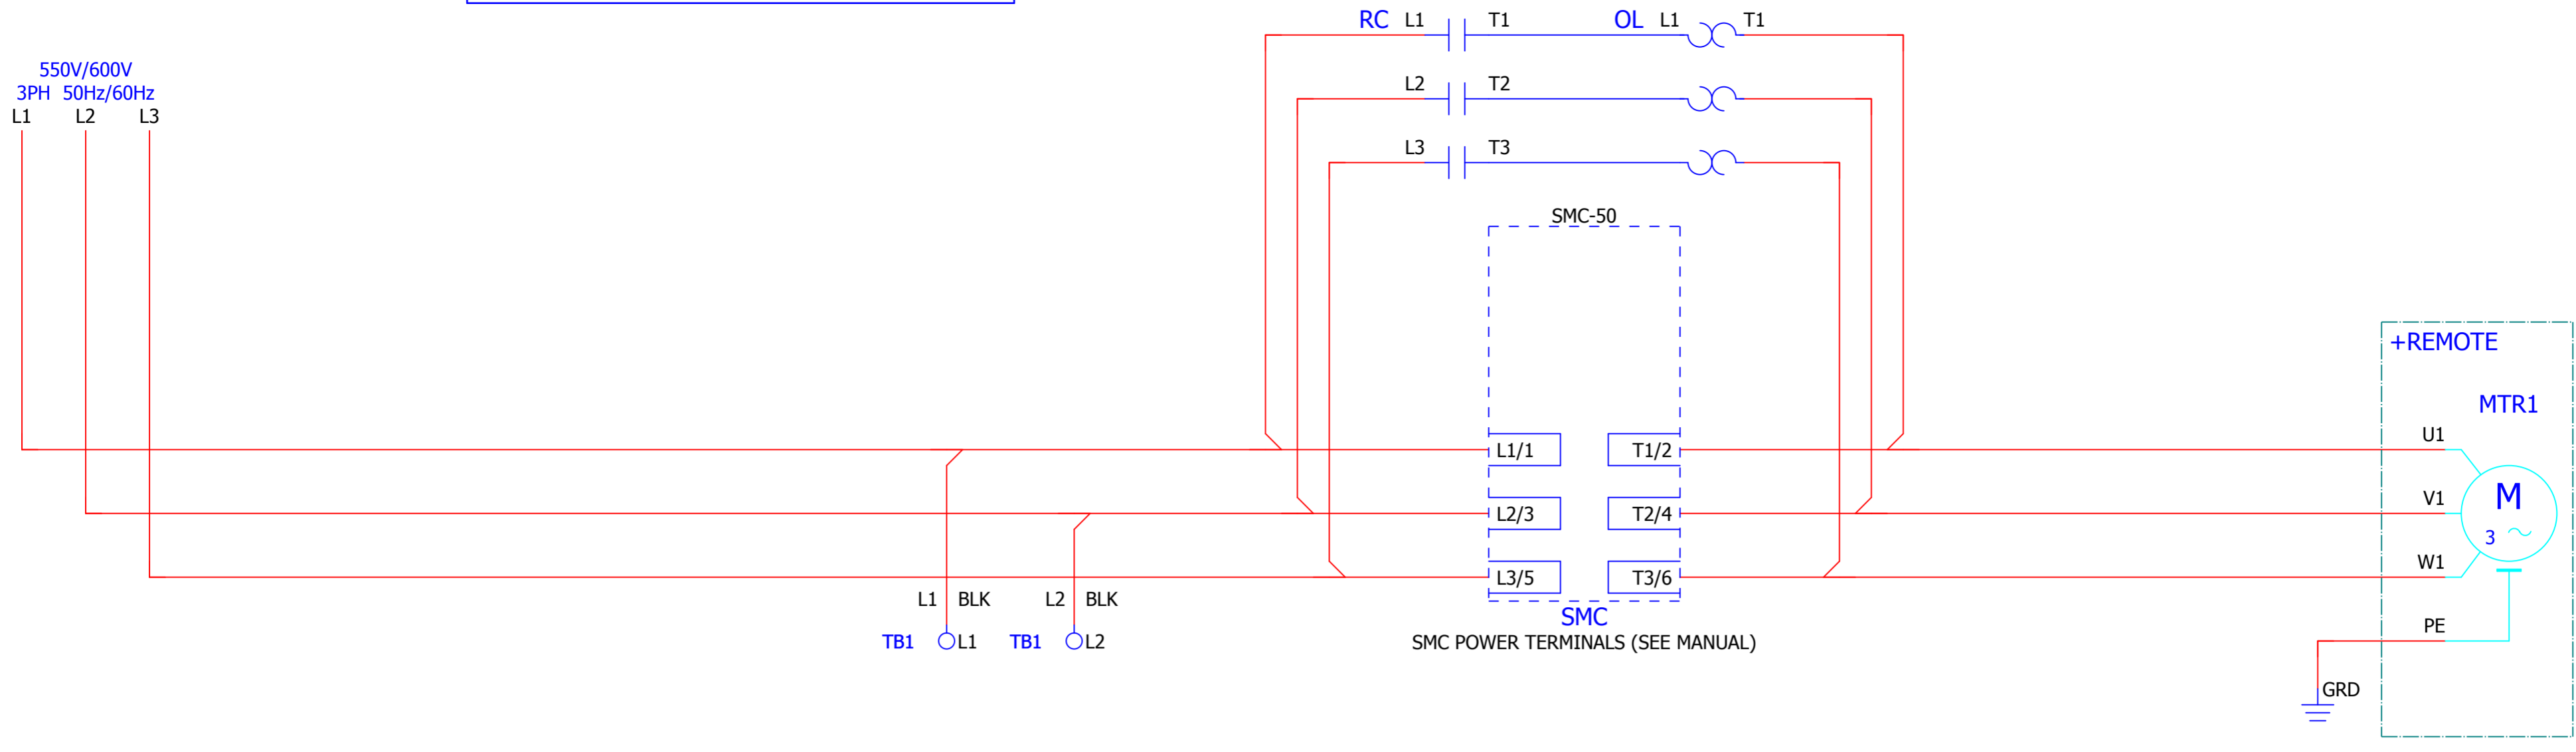 RC L1 T1 OL L1 T1
550V/600V
3PH 50Hz/60Hz
L1 L2 L3
L2 T2
L3 T3
SMC-50
+REMOTE
MTR1
L1/1 T1/2 U1
L2/3 T2/4 V1
M
3
L3/5 T3/6 W1
L1 BLK L2 BLK
SMC
PE
TB1 L1 TB1 L2 SMC POWER TERMINALS (SEE MANUAL)
GRD